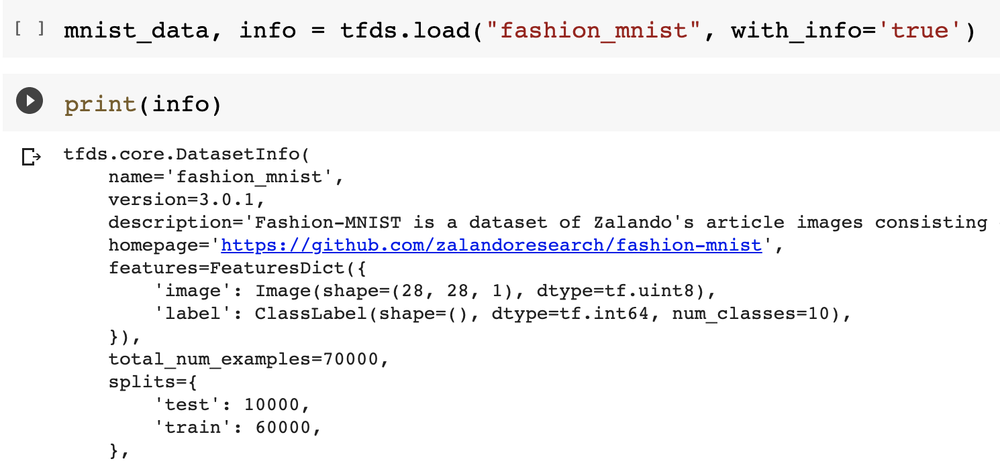 [ ] mnist_data, info = tfds.load("fashion_mnist", with_info='true')
print(info)
tfds.core.DatasetInfo(
    name='fashion_mnist',
    version=3.0.1,
    description='Fashion-MNIST is a dataset of Zalando's article images consisting
    homepage='https://github.com/zalandoresearch/fashion-mnist',
    features=FeaturesDict({
        'image': Image(shape=(28, 28, 1), dtype=tf.uint8),
        'label': ClassLabel(shape=(), dtype=tf.int64, num_classes=10),
    }),
    total_num_examples=70000,
    splits={
        'test': 10000,
        'train': 60000,
    },